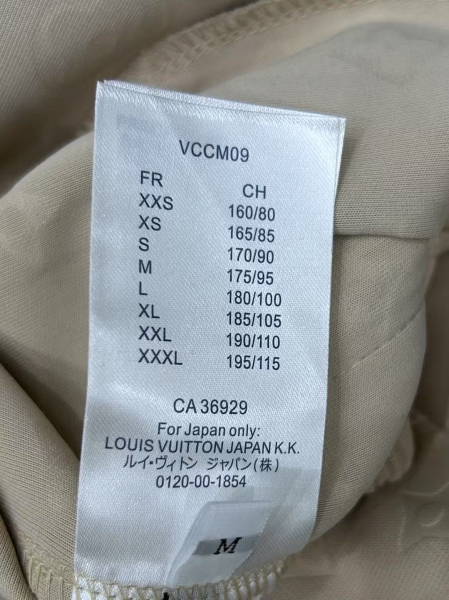 VCCM09
FR CH
XXS 160/80
XS 165/85
S 170/90
M 175/95
L 180/100
XL 185/105
XXL 190/110
XXXL 195/115
CA 36929
For Japan only:
LOUIS VUITTON JAPAN K.K.
ルイ・ヴィトン ジャパン(株)
0120-00-1854
M